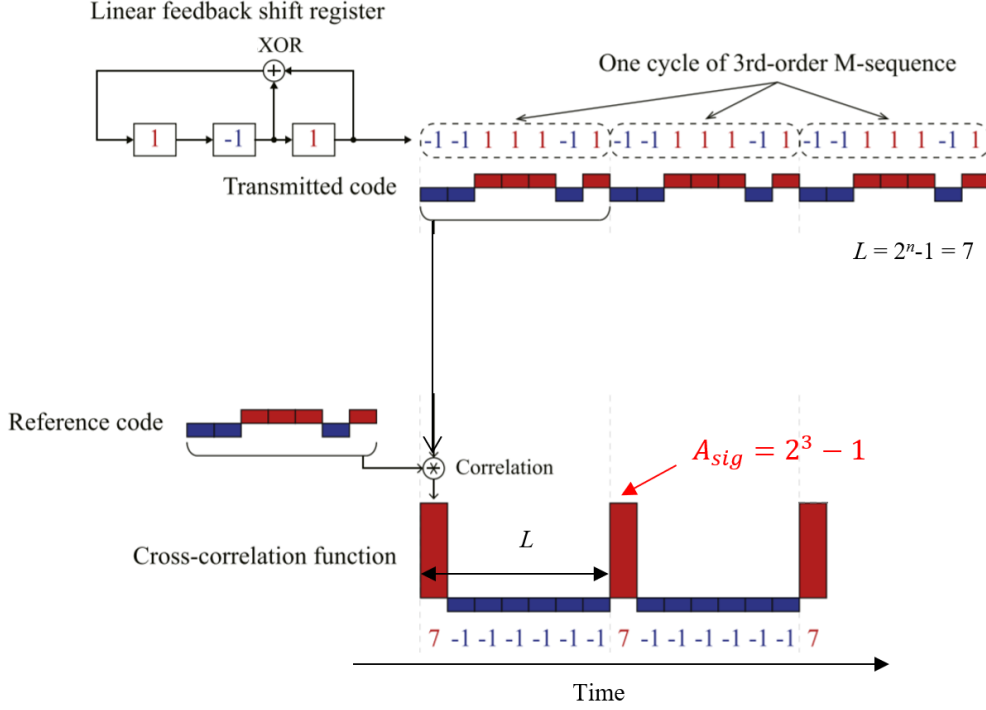 Linear feedback shift register
XOR
One cycle of 3rd-order M-sequence
1 -1 1
-1 -1 1 1 1 -1 1 -1 -1 1 1 1 -1 1 -1 -1 1 1 1 -1 1
Transmitted code
L = 2ⁿ-1 = 7
Reference code
Correlation
A_sig = 2³ − 1
Cross-correlation function
L
7 -1 -1 -1 -1 -1 -1 7 -1 -1 -1 -1 -1 -1 7
Time